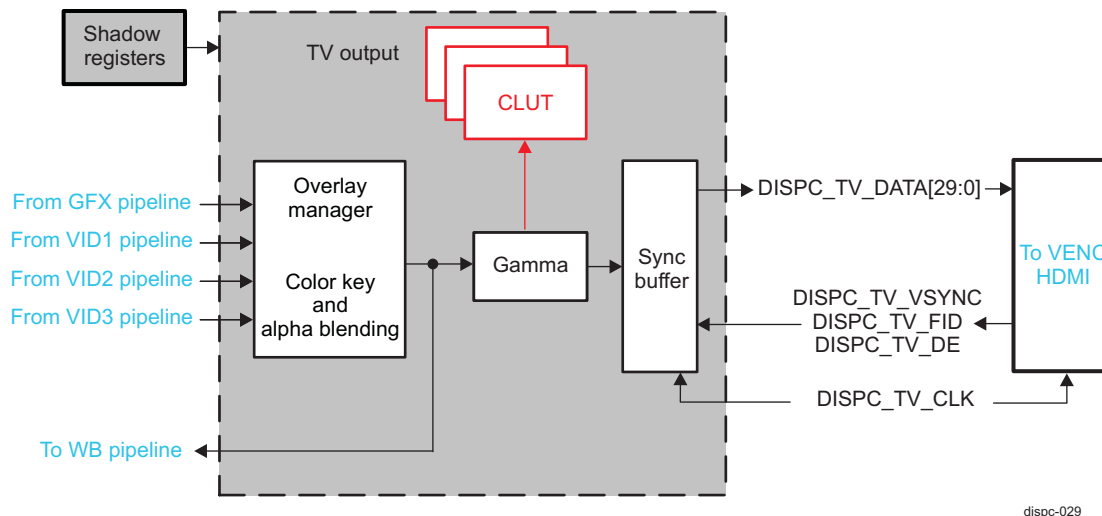 Shadow
registers
TV output
CLUT
Overlay
manager
Color key
and
alpha blending
From GFX pipeline
From VID1 pipeline
From VID2 pipeline
From VID3 pipeline
To WB pipeline
Gamma
Sync
buffer
DISPC_TV_DATA[29:0]
DISPC_TV_VSYNC
DISPC_TV_FID
DISPC_TV_DE
DISPC_TV_CLK
To VENC
HDMI
dispc-029